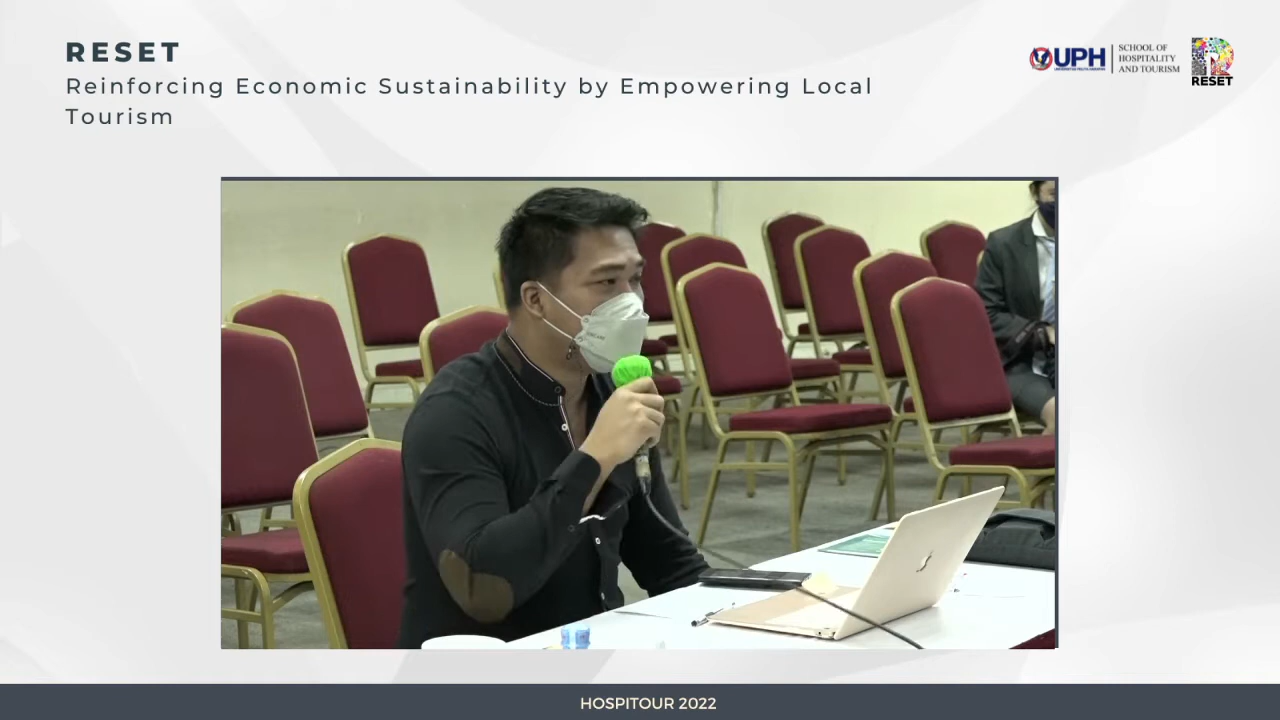 RESET
Reinforcing Economic Sustainability by Empowering Local
Tourism
UPH
SCHOOL OF
HOSPITALITY
AND TOURISM
RESET
HOSPITOUR 2022